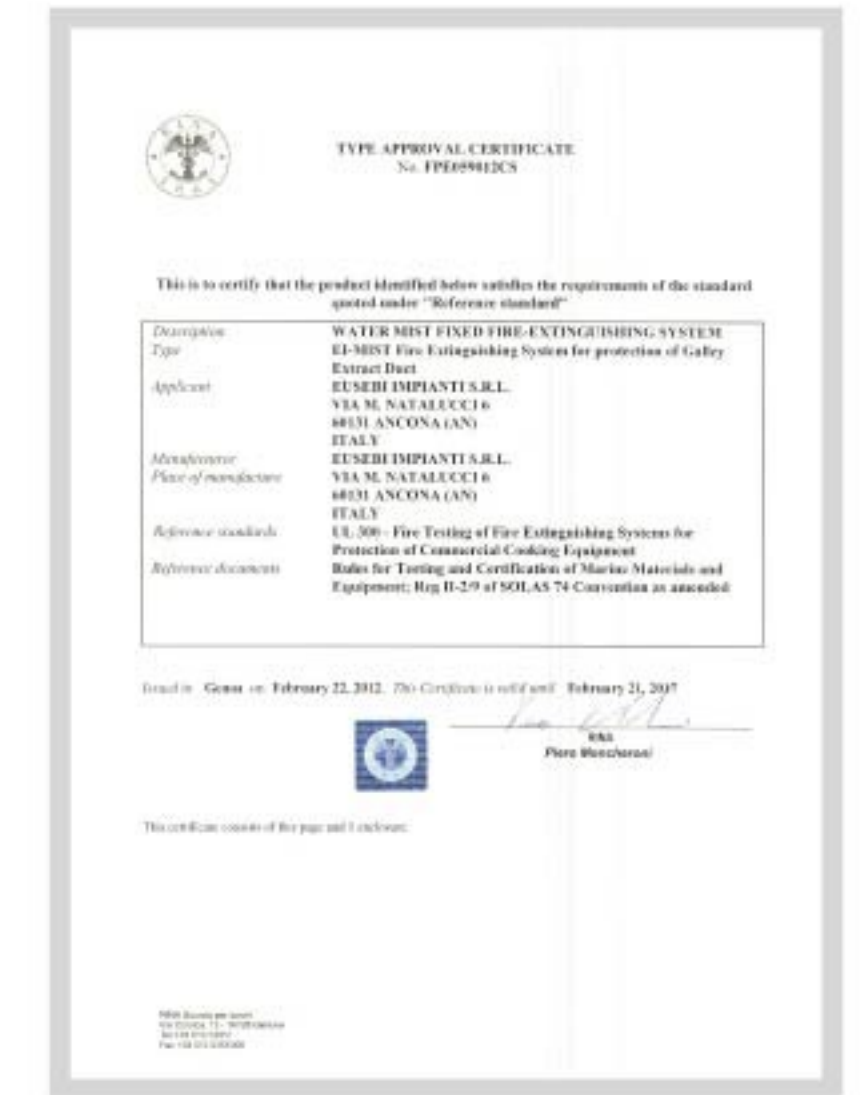 RINA
1861
TYPE APPROVAL CERTIFICATE
No. FPE059012CS
This is to certify that the product identified below satisfies the requirements of the standard
quoted under "Reference standard"
Description WATER MIST FIXED FIRE-EXTINGUISHING SYSTEM
Type EI-MIST Fire Extinguishing System for protection of Galley
Extract Duct
Applicant EUSEBI IMPIANTI S.R.L.
VIA M. NATALUCCI 6
60131 ANCONA (AN)
ITALY
Manufacturer EUSEBI IMPIANTI S.R.L.
Place of manufacture VIA M. NATALUCCI 6
60131 ANCONA (AN)
ITALY
Reference standards UL 300 - Fire Testing of Fire Extinguishing Systems for
Protection of Commercial Cooking Equipment
Reference documents Rules for Testing and Certification of Marine Materials and
Equipment; Reg II-2/9 of SOLAS 74 Convention as amended
Issued in Genoa on February 22, 2012. This Certificate is valid until February 21, 2017
RINA
Piero
This certificate consists of this page and 1 enclosure
RINA